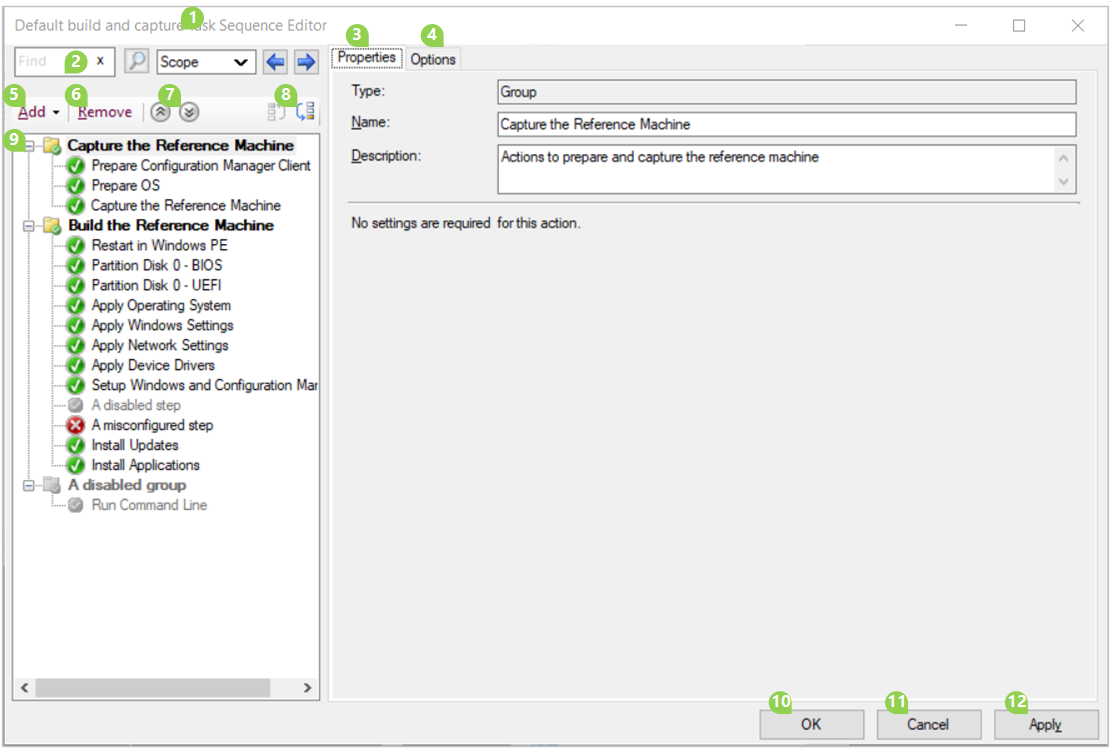 1
Default build and capture Task Sequence Editor
2 3 4
Find x Scope Properties Options
5 6 7 8
Add Remove
Type: Group
Name: Capture the Reference Machine
Description: Actions to prepare and capture the reference machine
No settings are required for this action.
9
Capture the Reference Machine
Prepare Configuration Manager Client
Prepare OS
Capture the Reference Machine
Build the Reference Machine
Restart in Windows PE
Partition Disk 0 - BIOS
Partition Disk 0 - UEFI
Apply Operating System
Apply Windows Settings
Apply Network Settings
Apply Device Drivers
Setup Windows and Configuration Mar
A disabled step
A misconfigured step
Install Updates
Install Applications
A disabled group
Run Command Line
10 11 12
OK Cancel Apply